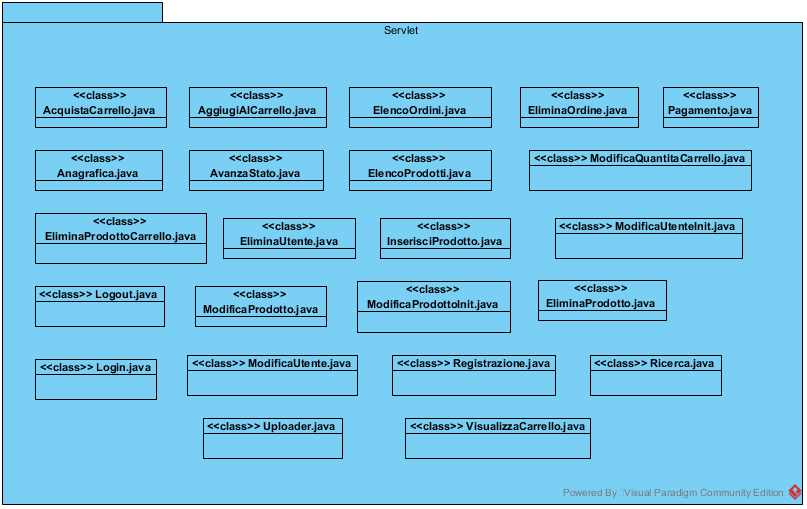 Servlet
<<class>>
AcquistaCarrello.java
<<class>>
AggiugiAlCarrello.java
<<class>>
ElencoOrdini.java
<<class>>
EliminaOrdine.java
<<class>>
Pagamento.java
<<class>>
Anagrafica.java
<<class>>
AvanzaStato.java
<<class>>
ElencoProdotti.java
<<class>> ModificaQuantitaCarrello.java
<<class>>
EliminaProdottoCarrello.java
<<class>>
EliminaUtente.java
<<class>>
InserisciProdotto.java
<<class>> ModificaUtenteInit.java
<<class>> Logout.java
<<class>>
ModificaProdotto.java
<<class>>
ModificaProdottoInit.java
<<class>>
EliminaProdotto.java
<<class>> Login.java
<<class>> ModificaUtente.java
<<class>> Registrazione.java
<<class>> Ricerca.java
<<class>> Uploader.java
<<class>> VisualizzaCarrello.java
Powered By Visual Paradigm Community Edition